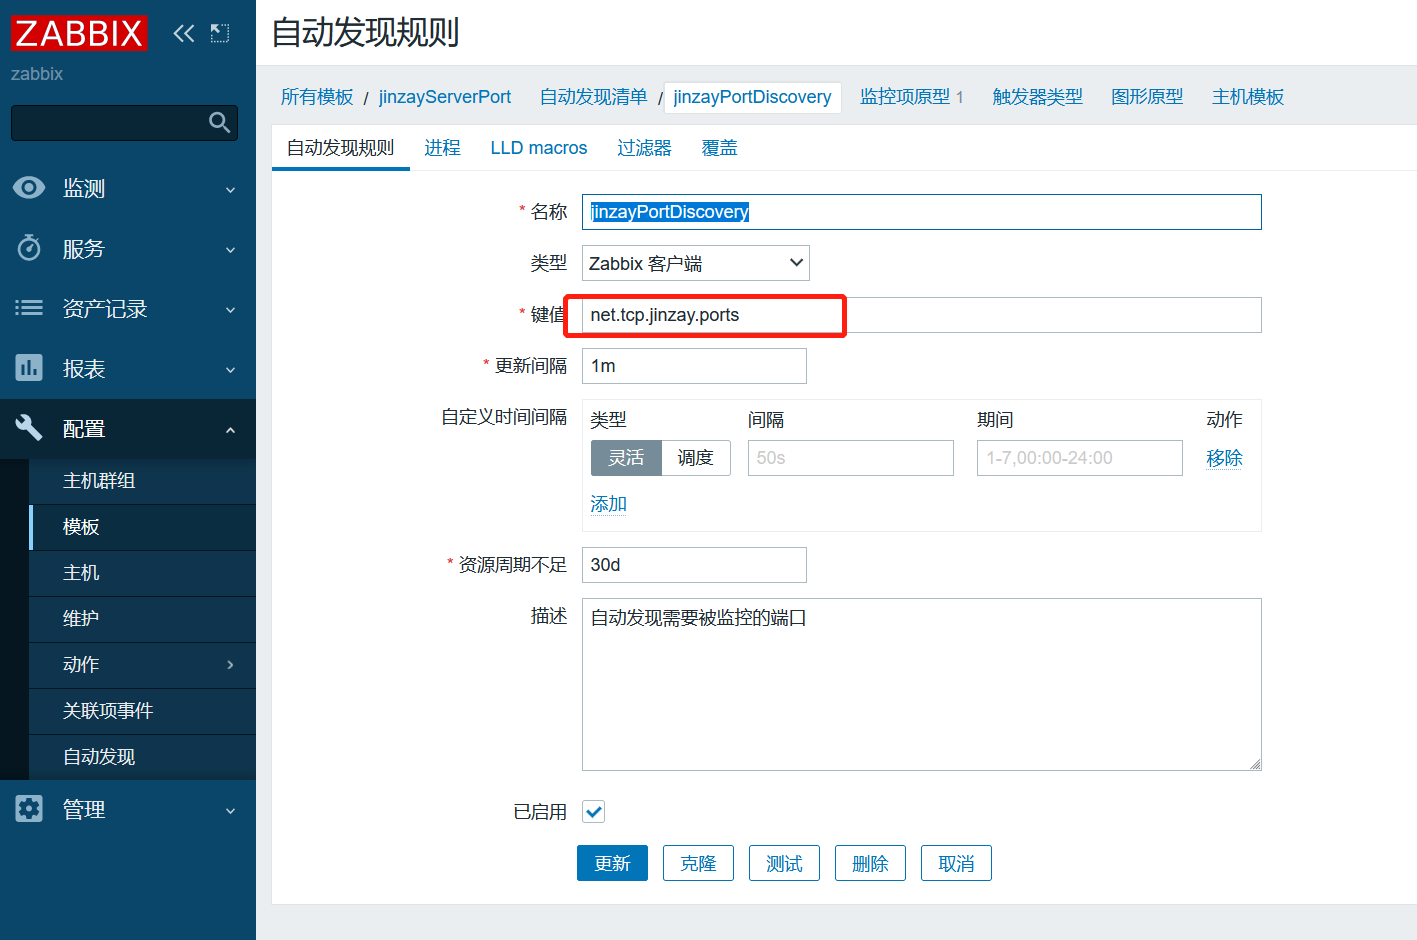 ZABBIX
zabbix
监测
服务
资产记录
报表
配置
主机群组
模板
主机
维护
动作
关联项事件
自动发现
管理
自动发现规则
所有模板 / jinzayServerPort 自动发现清单 / jinzayPortDiscovery 监控项原型 1 触发器类型 图形原型 主机模板
自动发现规则 进程 LLD macros 过滤器 覆盖
* 名称 jinzayPortDiscovery
类型 Zabbix 客户端
* 键值 net.tcp.jinzay.ports
* 更新间隔 1m
自定义时间间隔 类型 间隔 期间 动作
灵活 调度 50s 1-7,00:00-24:00 移除
添加
* 资源周期不足 30d
描述 自动发现需要被监控的端口
已启用
更新 克隆 测试 删除 取消